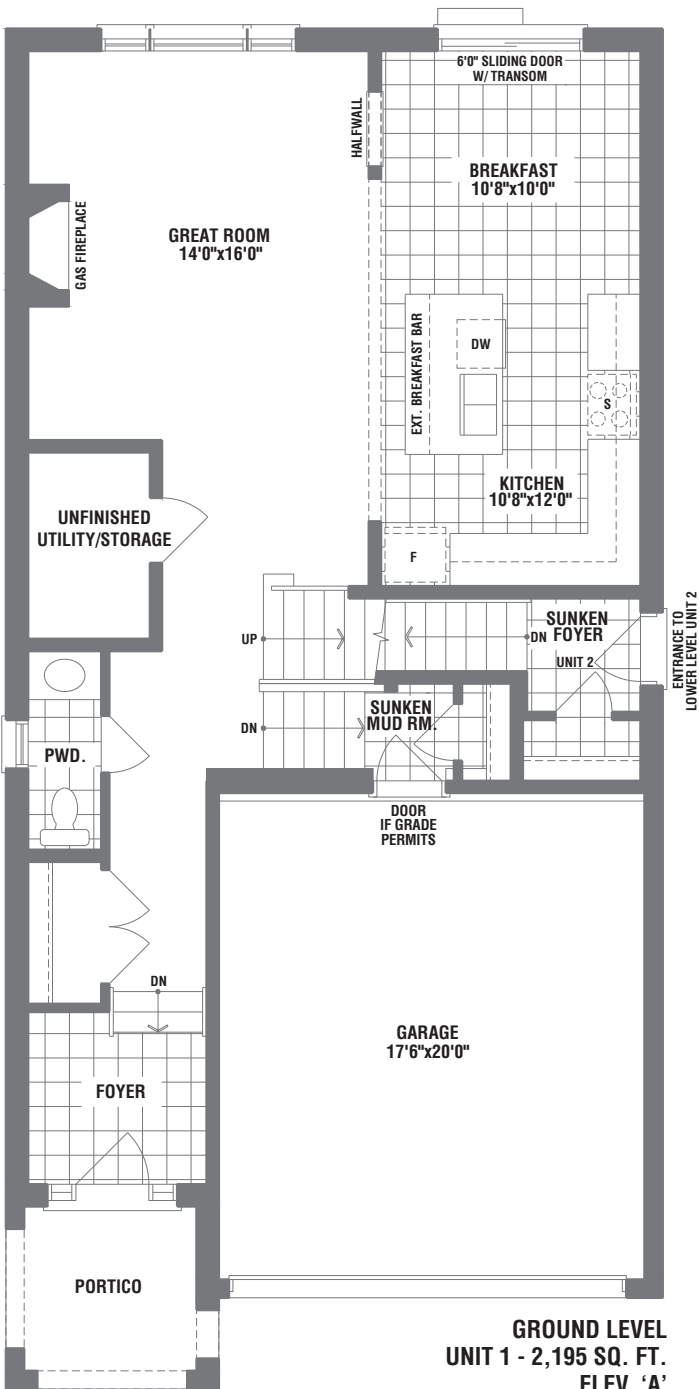 6'0" SLIDING DOOR
W/ TRANSOM
HALFWALL
BREAKFAST
10'8"x10'0"
GAS FIREPLACE
GREAT ROOM
14'0"x16'0"
EXT. BREAKFAST BAR
DW
S
KITCHEN
10'8"x12'0"
UNFINISHED
UTILITY/STORAGE
F
UP
DN
SUNKEN
FOYER
UNIT 2
ENTRANCE TO
LOWER LEVEL UNIT 2
DN
SUNKEN
MUD RM.
PWD.
DOOR
IF GRADE
PERMITS
DN
GARAGE
17'6"x20'0"
FOYER
PORTICO
GROUND LEVEL
UNIT 1 - 2,195 SQ. FT.
ELEV. ‘A’